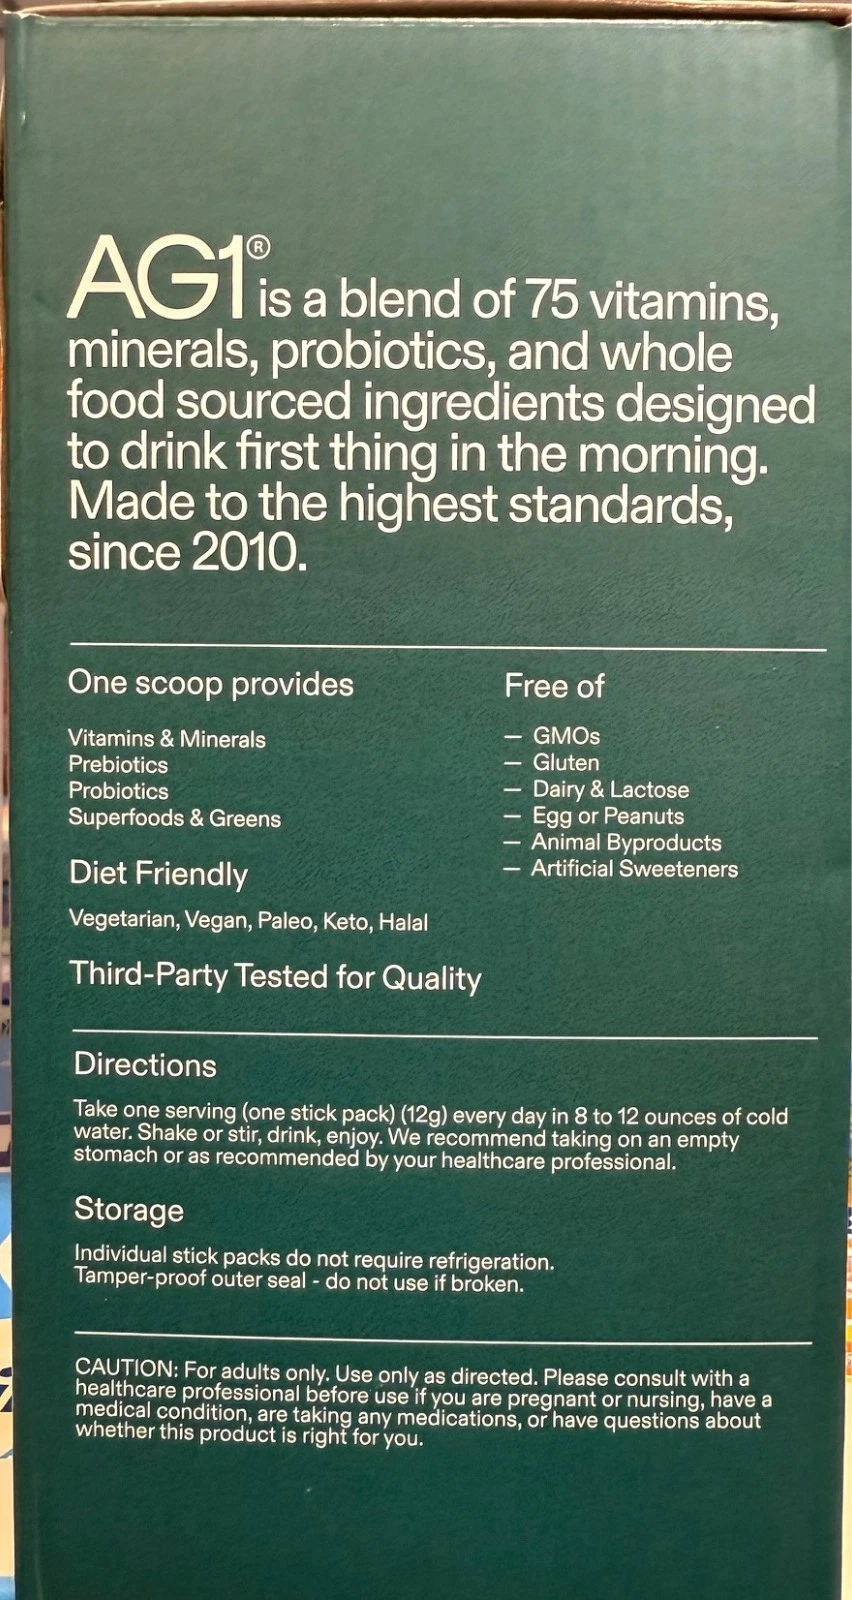 AG1® is a blend of 75 vitamins,
minerals, probiotics, and whole
food sourced ingredients designed
to drink first thing in the morning.
Made to the highest standards,
since 2010.
One scoop provides
Vitamins & Minerals
Prebiotics
Probiotics
Superfoods & Greens
Diet Friendly
Vegetarian, Vegan, Paleo, Keto, Halal
Third-Party Tested for Quality
Free of
— GMOs
— Gluten
— Dairy & Lactose
— Egg or Peanuts
— Animal Byproducts
— Artificial Sweeteners
Directions
Take one serving (one stick pack) (12g) every day in 8 to 12 ounces of cold
water. Shake or stir, drink, enjoy. We recommend taking on an empty
stomach or as recommended by your healthcare professional.
Storage
Individual stick packs do not require refrigeration.
Tamper-proof outer seal - do not use if broken.
CAUTION: For adults only. Use only as directed. Please consult with a
healthcare professional before use if you are pregnant or nursing, have a
medical condition, are taking any medications, or have questions about
whether this product is right for you.